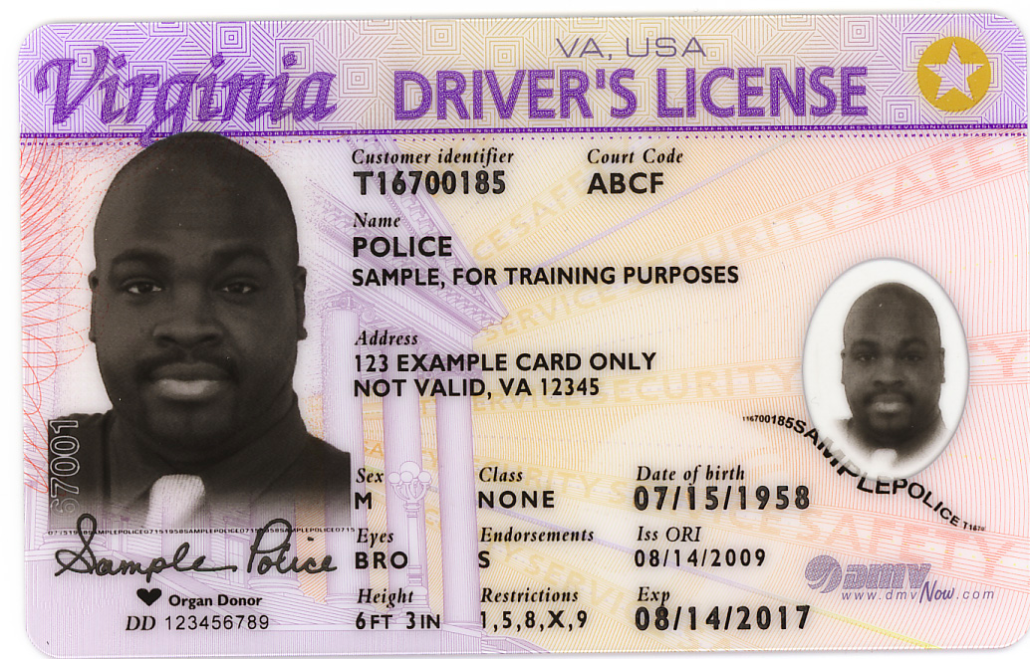 Virginia
VA, USA
DRIVER'S LICENSE
Customer identifier Court Code
T16700185 ABCF
Name
POLICE
SAMPLE, FOR TRAINING PURPOSES
Address
123 EXAMPLE CARD ONLY
NOT VALID, VA 12345
Sex Class Date of birth
M NONE 07/15/1958
Eyes Endorsements Iss ORI
BRO S 08/14/2009
Height Restrictions Exp
6FT 3IN 1,5,8,X,9 08/14/2017
67001
Sample Police
Organ Donor
DD 123456789
116700185SAMPLEPOLICE
DMV
www.dmvNow.com
SERVICE SECURITY SAFETY